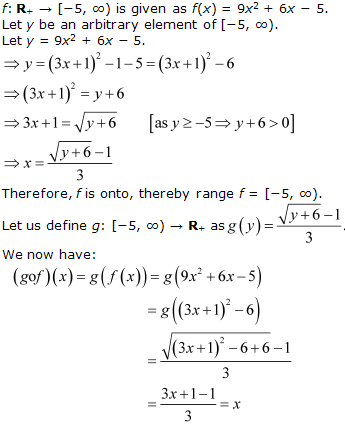 f: R₊ → [−5, ∞) is given as f(x) = 9x² + 6x − 5.
Let y be an arbitrary element of [−5, ∞).
Let y = 9x² + 6x − 5.
⇒ y = (3x+1)² −1−5 = (3x+1)² −6
⇒ (3x+1)² = y+6
⇒ 3x+1 = √(y+6) [as y ≥ −5 ⇒ y+6 > 0]
⇒ x = (√(y+6) −1)/3
Therefore, f is onto, thereby range f = [−5, ∞).
Let us define g: [−5, ∞) → R₊ as g(y) = (√(y+6) −1)/3.
We now have:
(gof)(x) = g(f(x)) = g(9x² +6x−5)
= g((3x+1)² −6)
= (√((3x+1)² −6+6) −1)/3
= (3x+1−1)/3 = x